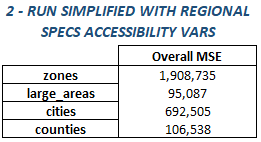 2 - RUN SIMPLIFIED WITH REGIONAL
SPECS ACCESSIBILITY VARS
Overall MSE
zones 1,908,735
large_areas 95,087
cities 692,505
counties 106,538